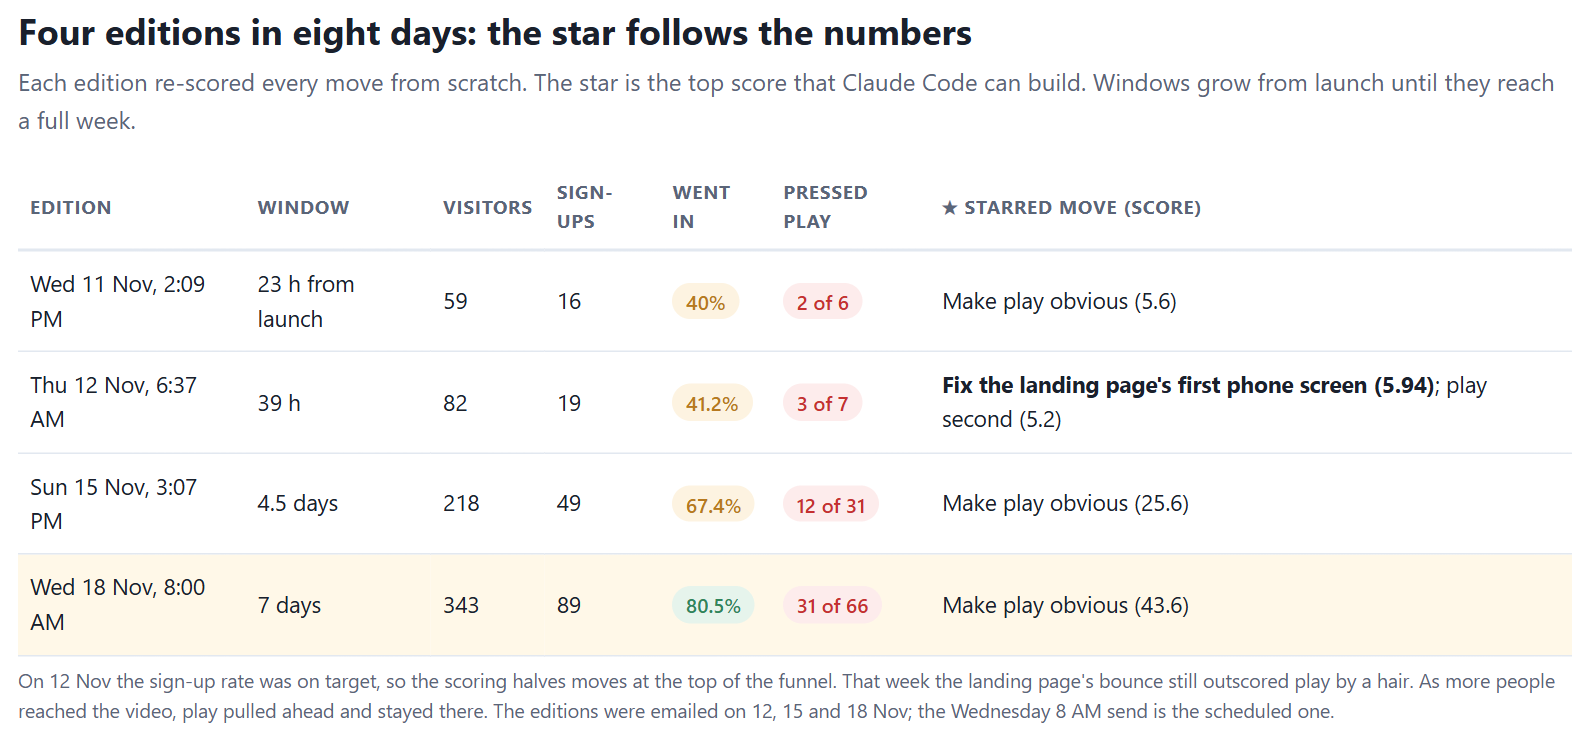 Four editions in eight days: the star follows the numbers
Each edition re-scored every move from scratch. The star is the top score that Claude Code can build. Windows grow from launch until they reach
a full week.
EDITION WINDOW VISITORS SIGN-UPS WENT IN PRESSED PLAY ★ STARRED MOVE (SCORE)
Wed 11 Nov, 2:09 PM 23 h from launch 59 16 40% 2 of 6 Make play obvious (5.6)
Thu 12 Nov, 6:37 AM 39 h 82 19 41.2% 3 of 7 Fix the landing page's first phone screen (5.94); play second (5.2)
Sun 15 Nov, 3:07 PM 4.5 days 218 49 67.4% 12 of 31 Make play obvious (25.6)
Wed 18 Nov, 8:00 AM 7 days 343 89 80.5% 31 of 66 Make play obvious (43.6)
On 12 Nov the sign-up rate was on target, so the scoring halves moves at the top of the funnel. That week the landing page's bounce still outscored play by a hair. As more people
reached the video, play pulled ahead and stayed there. The editions were emailed on 12, 15 and 18 Nov; the Wednesday 8 AM send is the scheduled one.